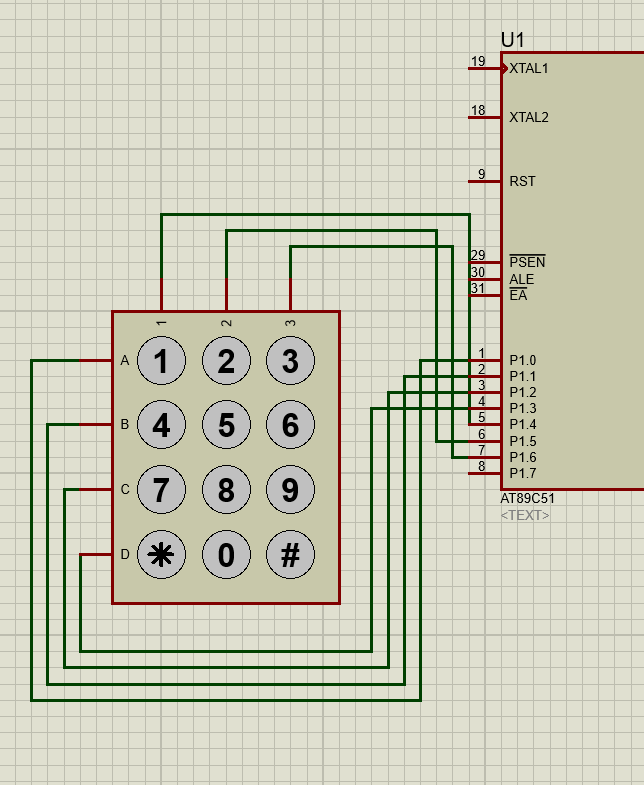 U1
19 XTAL1
18 XTAL2
9 RST
29 PSEN
30 ALE
31 EA
1 2 3
A 1 2 3
B 4 5 6
C 7 8 9
D * 0 #
1 P1.0
2 P1.1
3 P1.2
4 P1.3
5 P1.4
6 P1.5
7 P1.6
8 P1.7
AT89C51
<TEXT>